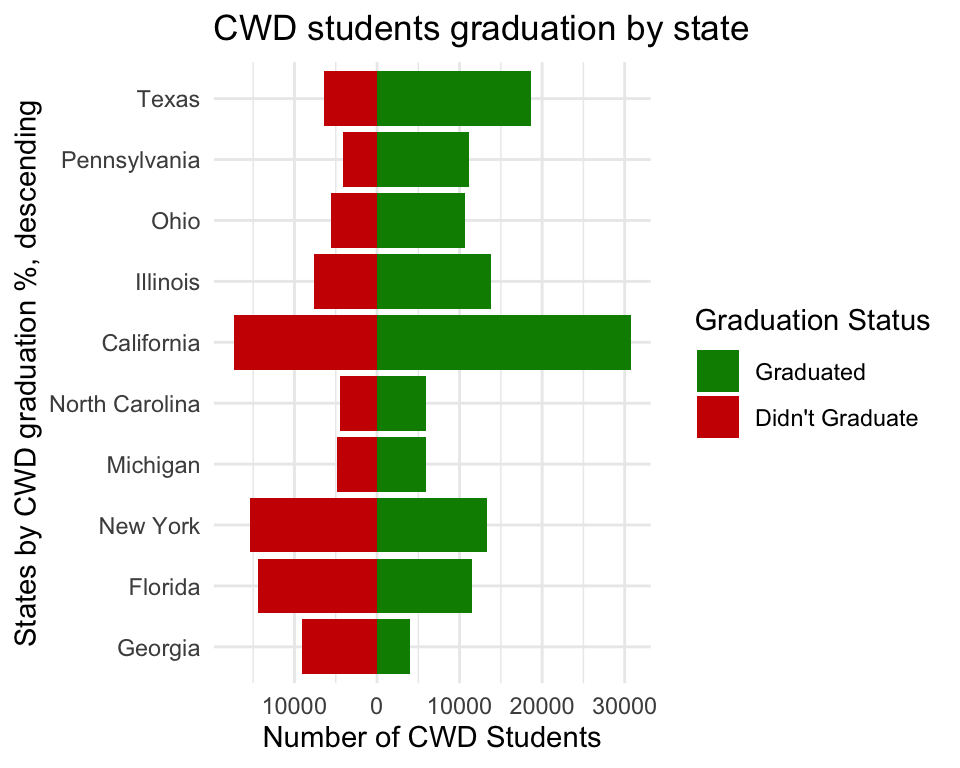 CWD students graduation by state
States by CWD graduation %, descending
Texas
Pennsylvania
Ohio
Illinois
California
North Carolina
Michigan
New York
Florida
Georgia
10000 0 10000 20000 30000
Number of CWD Students
Graduation Status
Graduated
Didn't Graduate